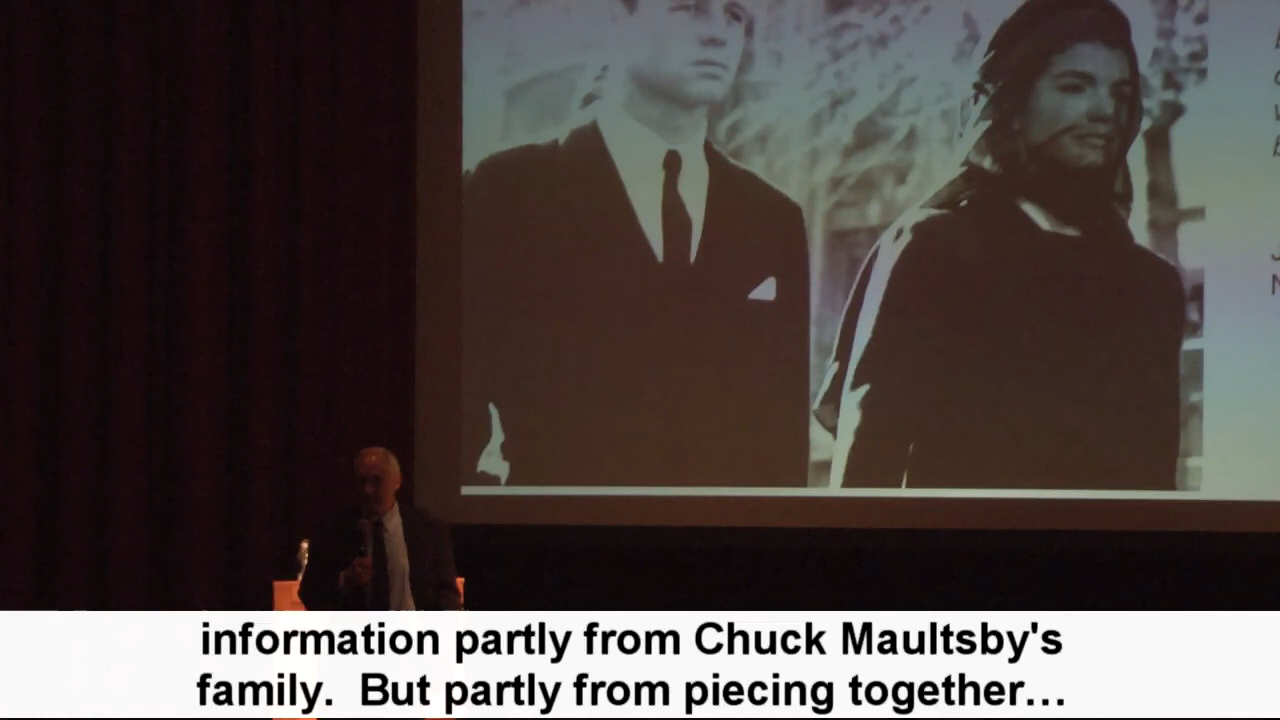 information partly from Chuck Maultsby's
family.  But partly from piecing together...